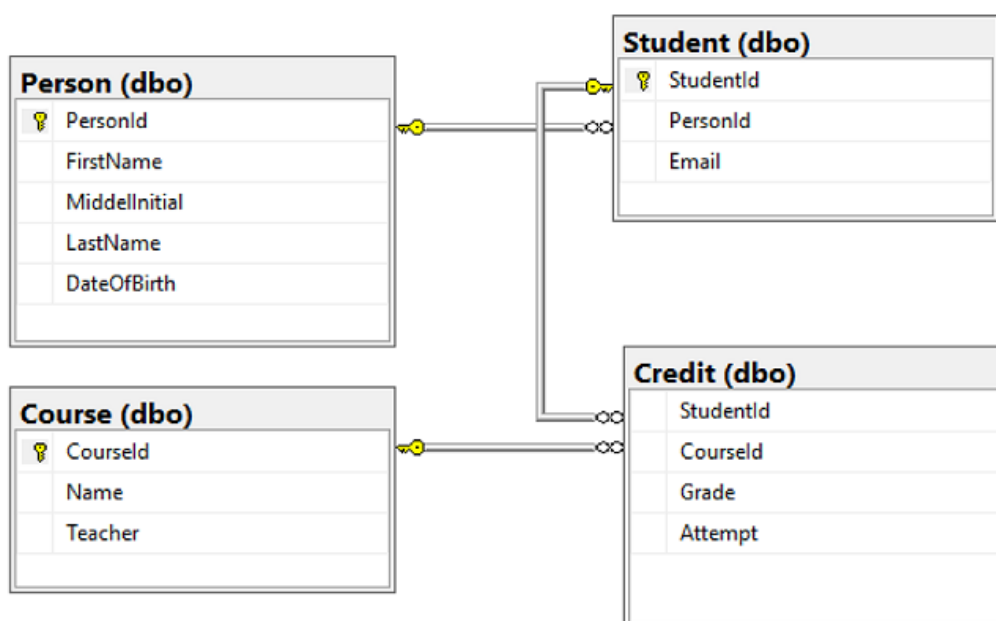 Person (dbo)
PersonId
FirstName
MiddelInitial
LastName
DateOfBirth
Student (dbo)
StudentId
PersonId
Email
Course (dbo)
CourseId
Name
Teacher
Credit (dbo)
StudentId
CourseId
Grade
Attempt